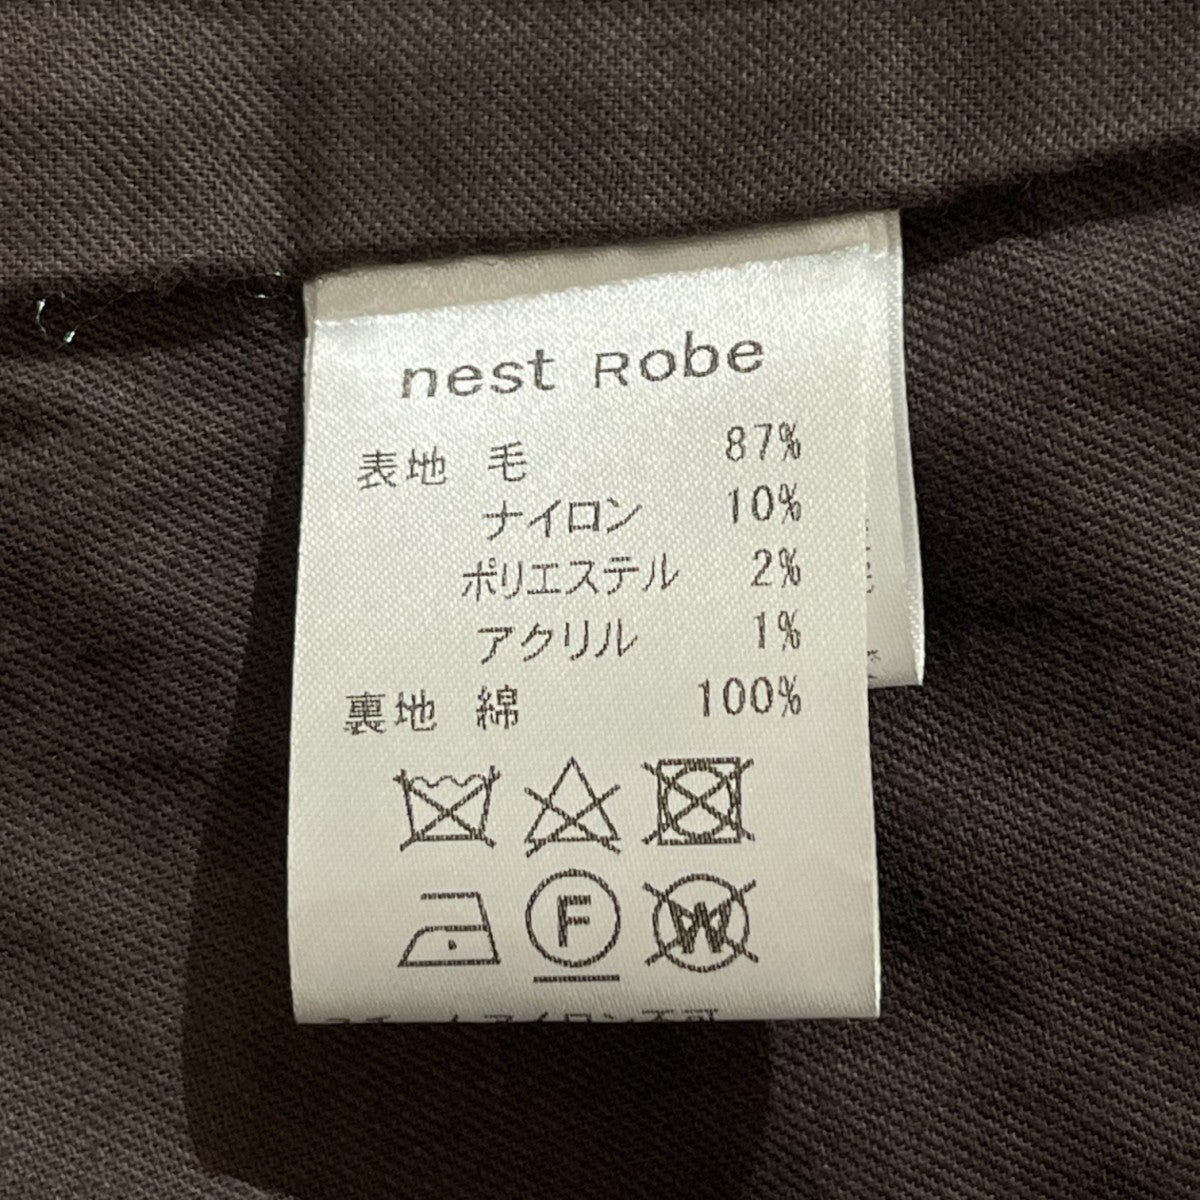 nest Robe
表地 毛 87%
ナイロン 10%
ポリエステル 2%
アクリル 1%
裏地 綿 100%
F
W